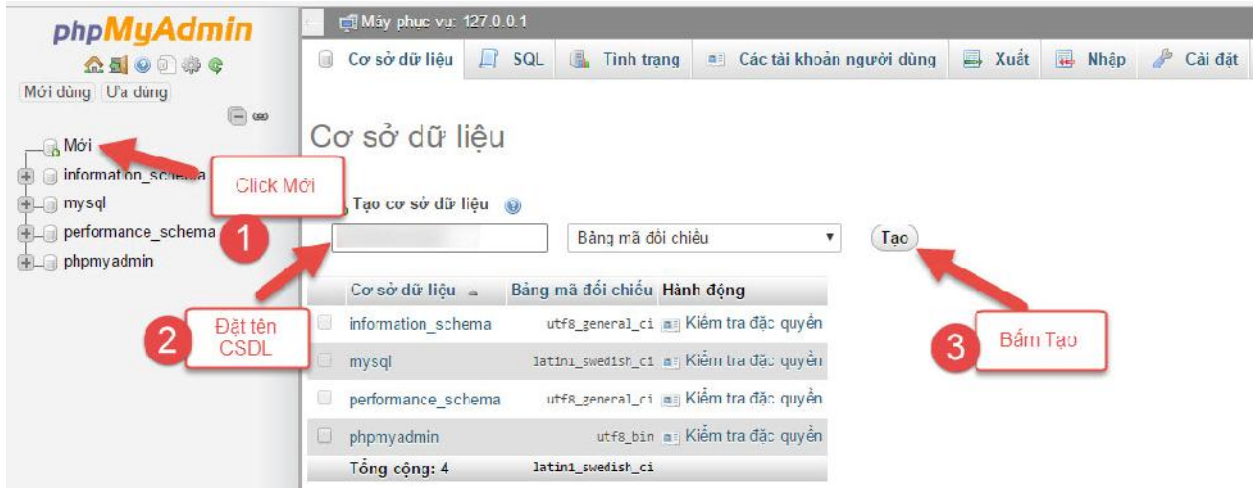 phpMyAdmin
Mới dùng Ưa dùng
Mới
information_schema
mysql
performance_schema
phpmyadmin
Click Mới
1
Đặt tên
CSDL
2
Máy phục vụ: 127.0.0.1
Cơ sở dữ liệu SQL Tình trạng Các tài khoản người dùng Xuất Nhập Cài đặt
Cơ sở dữ liệu
Tạo cơ sở dữ liệu
Bảng mã đối chiếu Tạo
Cơ sở dữ liệu Bảng mã đối chiếu Hành động
information_schema utf8_general_ci Kiểm tra đặc quyền
mysql latin1_swedish_ci Kiểm tra đặc quyền
performance_schema utf8_general_ci Kiểm tra đặc quyền
phpmyadmin utf8_bin Kiểm tra đặc quyền
Tổng cộng: 4 latin1_swedish_ci
3
Bấm Tạo